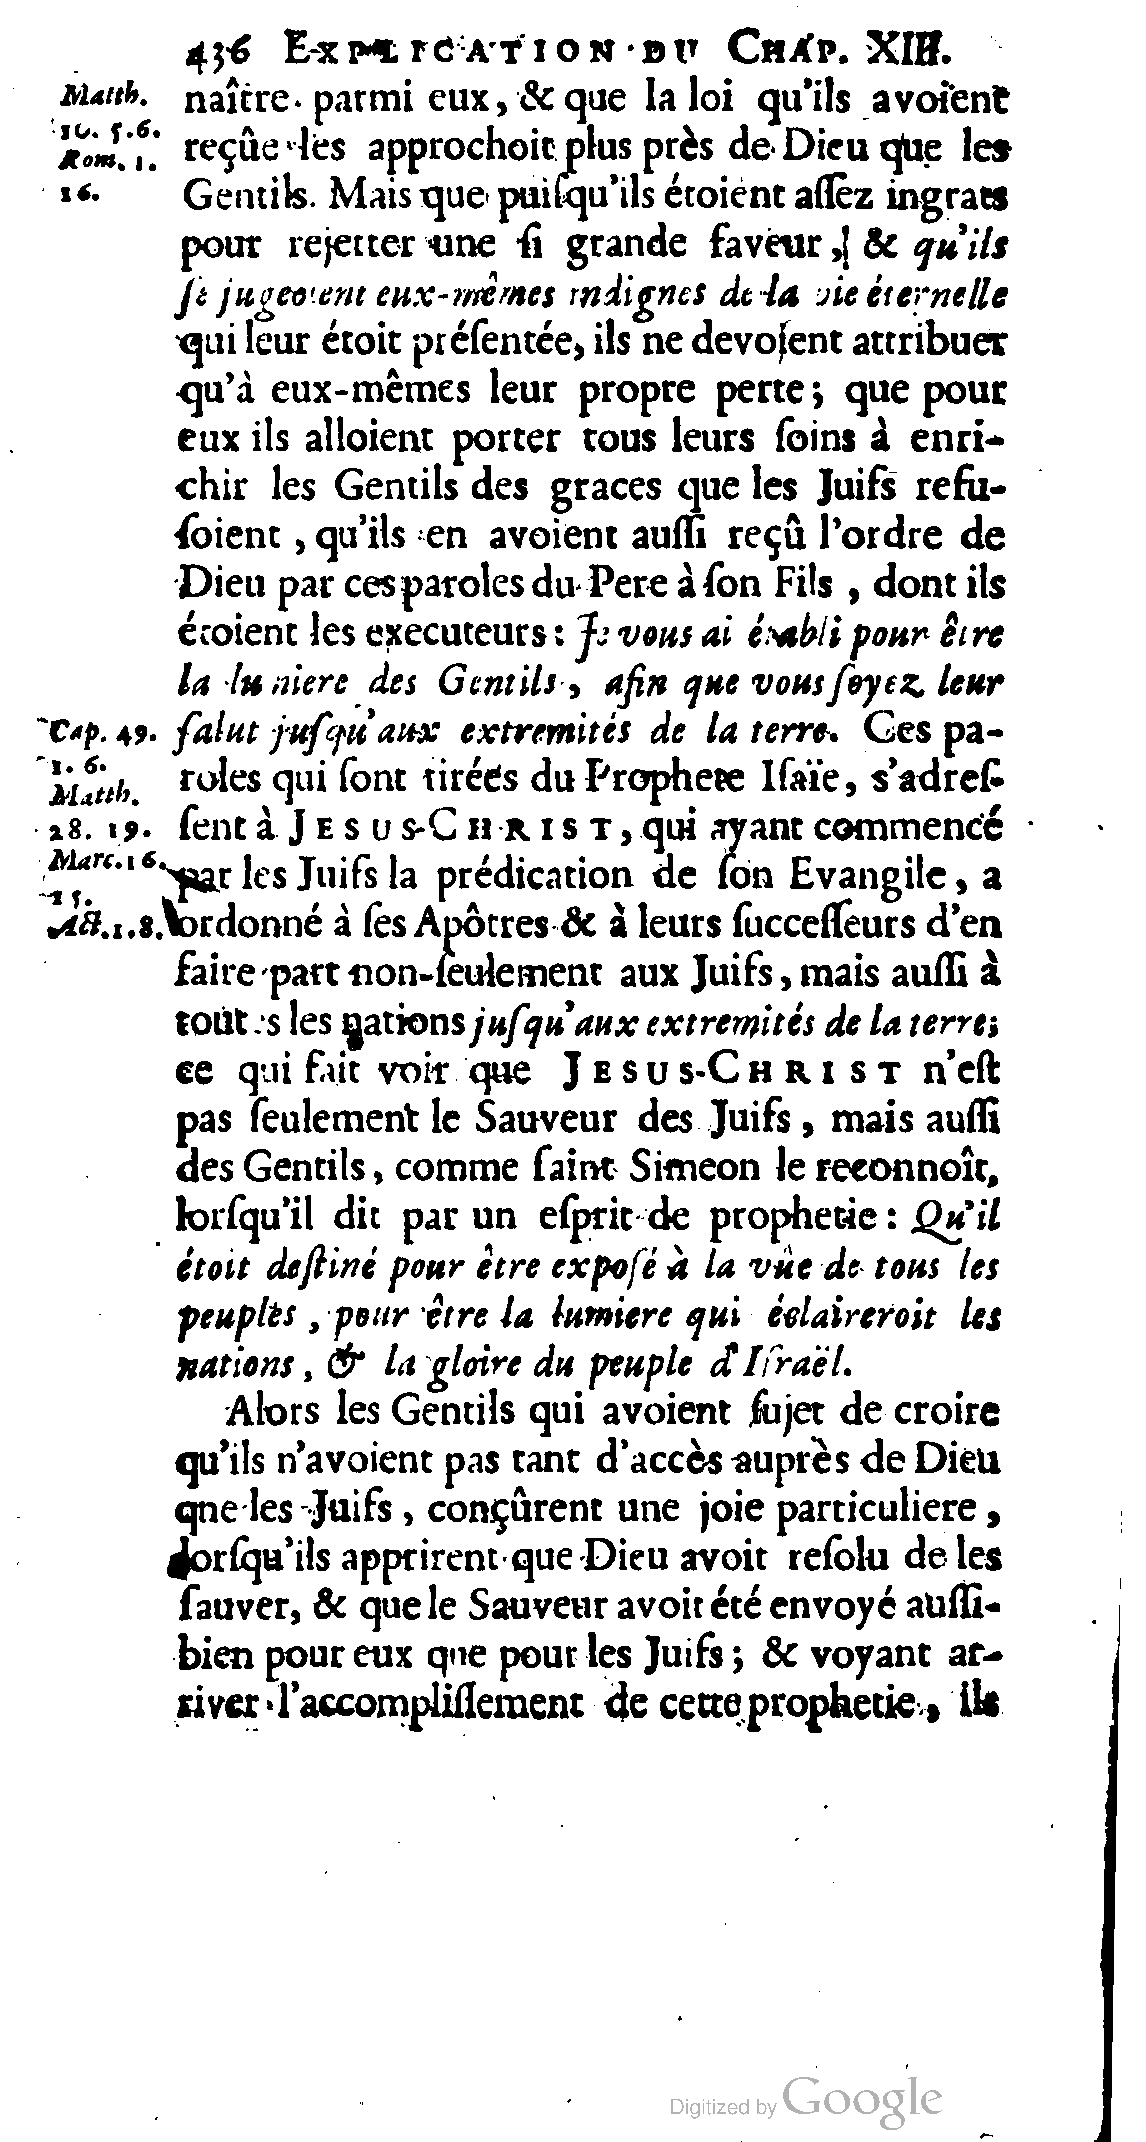 436 EXPLICATION DU CHAP. XIII.
Matth.
10. 5.6.
Rom. 1.
16.
naître parmi eux, & que la loi qu'ils avoient
reçûe les approchoit plus près de Dieu que les
Gentils. Mais que puiſqu'ils étoient aſſez ingrats
pour rejetter une ſi grande faveur, & qu'ils
ſe jugeoient eux-mêmes indignes de la vie éternelle
qui leur étoit préſentée, ils ne devoient attribuer
qu'à eux-mêmes leur propre perte; que pour
eux ils alloient porter tous leurs ſoins à enri-
chir les Gentils des graces que les Juifs refu-
ſoient, qu'ils en avoient auſſi reçû l'ordre de
Dieu par ces paroles du Pere à ſon Fils, dont ils
étoient les executeurs: Je vous ai établi pour être
la lumiere des Gentils, afin que vous ſoyez leur
Cap. 49.
1. 6.
Matth.
28. 19.
Marc. 16.
15.
Act. 1. 8.
ſalut juſqu'aux extremités de la terre. Ces pa-
roles qui ſont tirées du Prophete Iſaïe, s'adreſ-
ſent à JESUS-CHRIST, qui ayant commencé
par les Juifs la prédication de ſon Evangile, a
ordonné à ſes Apôtres & à leurs ſucceſſeurs d'en
faire part non-ſeulement aux Juifs, mais auſſi à
toutes les nations juſqu'aux extremités de la terre;
ce qui fait voir que JESUS-CHRIST n'eſt
pas ſeulement le Sauveur des Juifs, mais auſſi
des Gentils, comme ſaint Simeon le reconnoît,
lorſqu'il dit par un eſprit de prophetie: Qu'il
étoit deſtiné pour être expoſé à la vûe de tous les
peuples, pour être la lumiere qui éclaireroit les
nations, & la gloire du peuple d'Iſraël.
Alors les Gentils qui avoient ſujet de croire
qu'ils n'avoient pas tant d'accès auprès de Dieu
qne les Juifs, conçûrent une joie particuliere,
lorſqu'ils apprirent que Dieu avoit reſolu de les
ſauver, & que le Sauveur avoit été envoyé auſſi-
bien pour eux que pour les Juifs; & voyant ar-
river l'accompliſſement de cette prophetie, ils
Digitized by Google